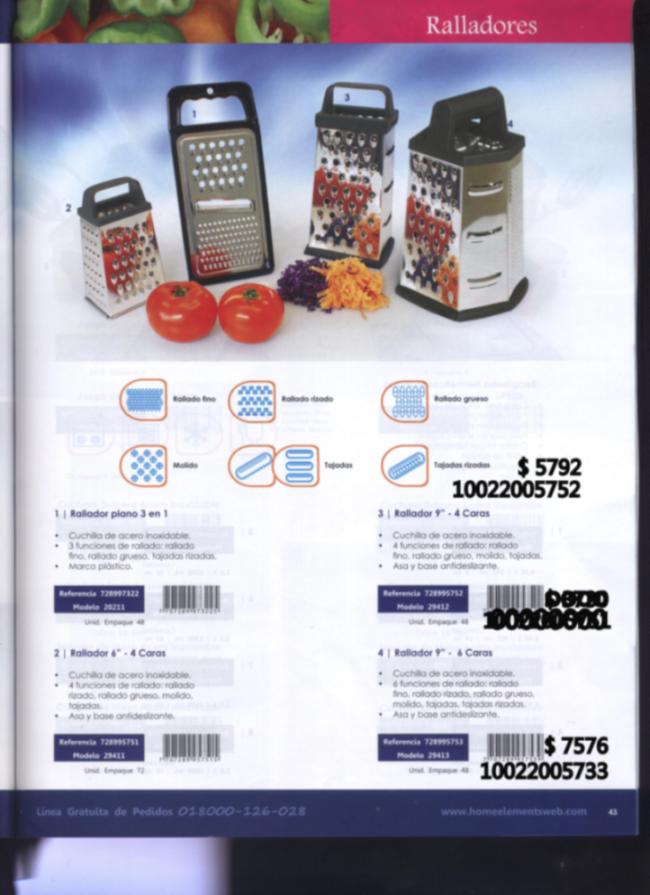 Ralladores
1
2
3
4
Rallado fino
Rallado rizado
Rallado grueso
Molido
Tajadas
Tajadas rizadas
$ 5792
10022005752
1 | Rallador plano 3 en 1
• Cuchilla de acero inoxidable.
• 3 funciones de rallado: rallado
fino, rallado grueso, tajadas rizadas.
• Marco plástico.
Referencia 728997322
Modelo 20211
Unid. Empaque 48
2 | Rallador 6" - 4 Caras
• Cuchilla de acero inoxidable.
• 4 funciones de rallado: rallado
rizado, rallado grueso, molido,
tajadas.
• Asa y base antideslizante.
Referencia 728995751
Modelo 29411
Unid. Empaque 72
3 | Rallador 9" - 4 Caras
• Cuchilla de acero inoxidable.
• 4 funciones de rallado: rallado
fino, rallado grueso, molido, tajadas.
• Asa y base antideslizante.
Referencia 728995752
Modelo 29412
Unid. Empaque 48
4 | Rallador 9" - 6 Caras
• Cuchilla de acero inoxidable.
• 6 funciones de rallado: rallado
fino, rallado rizado, rallado grueso,
molido, tajadas, tajadas rizadas.
• Asa y base antideslizante.
Referencia 728995753
Modelo 29413
Unid. Empaque 48
$ 7576
10022005733
Línea Gratuita de Pedidos 018000-126-028
www.homeelementsweb.com
43